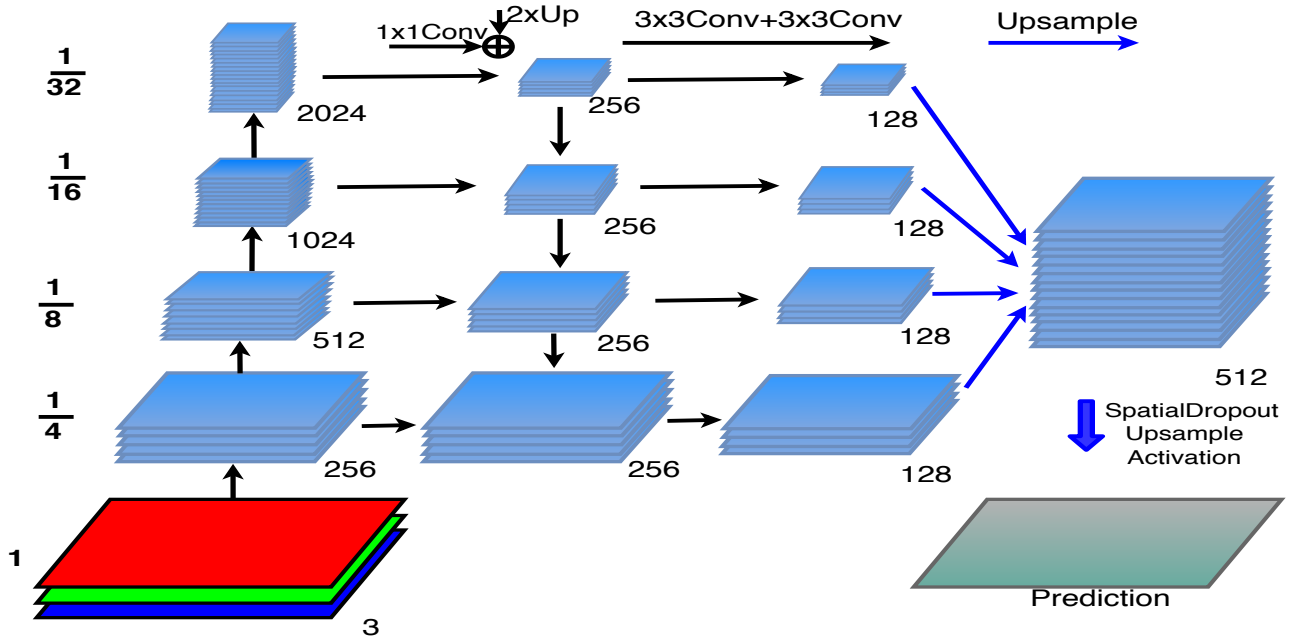 2xUp
1x1Conv
3x3Conv+3x3Conv
Upsample
1
32
2024
256
128
1
16
1024
256
128
1
8
512
256
128
512
1
4
256
256
128
SpatialDropout
Upsample
Activation
1
3
Prediction